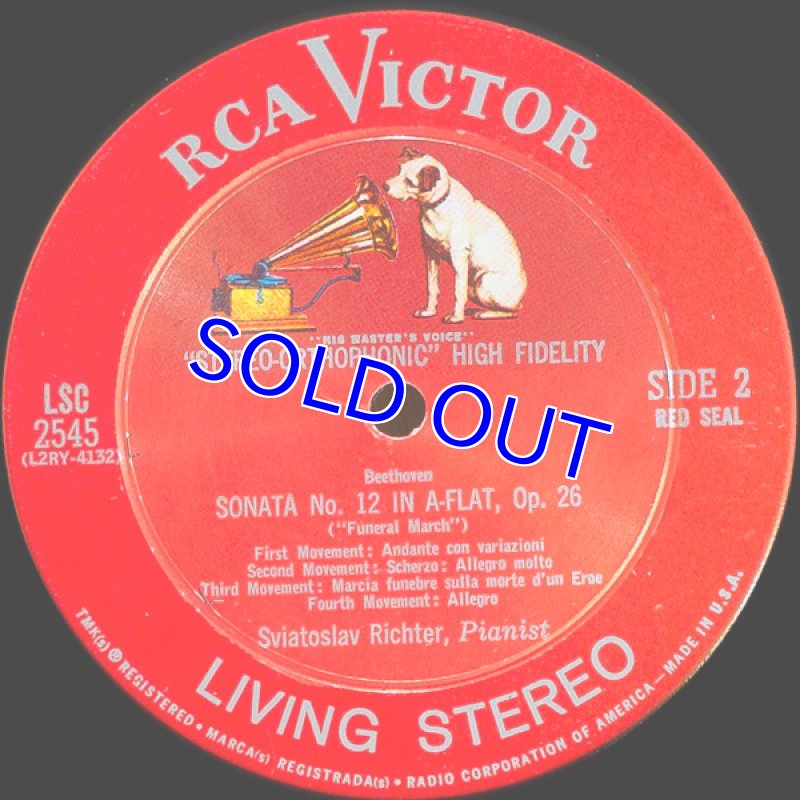 RCA VICTOR
"HIS MASTER'S VOICE"
"STEREO-ORTHOPHONIC" HIGH FIDELITY
SOLD OUT
LSC
2545
(L2RY-4132)
SIDE 2
RED SEAL
Beethoven
SONATA No. 12 IN A-FLAT, Op. 26
("Funeral March")
First Movement: Andante con variazioni
Second Movement: Scherzo: Allegro molto
Third Movement: Marcia funebre sulla morte d'un Eroe
Fourth Movement: Allegro
Sviatoslav Richter, Pianist
LIVING STEREO
TMK(s) ® REGISTERED • MARCA(s) REGISTRADA(s) • RADIO CORPORATION OF AMERICA—MADE IN U.S.A.